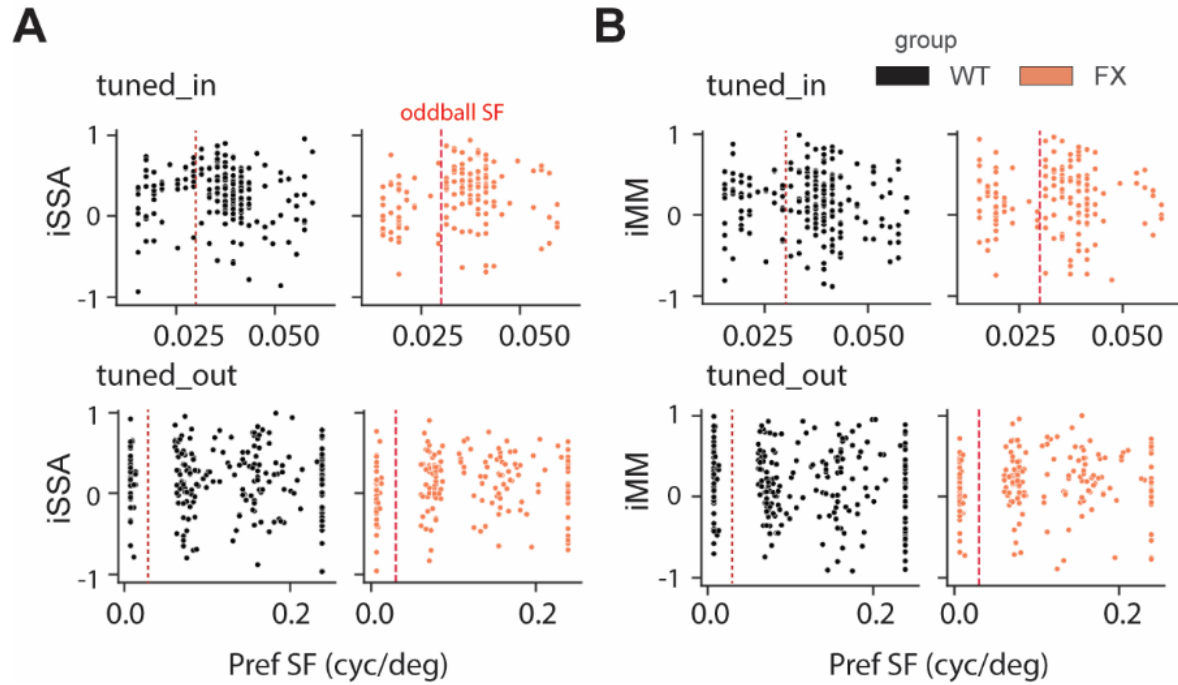 A
B
group
WT FX
tuned_in
tuned_in
oddball SF
iSSA
1
0
-1
0.025 0.050
0.025 0.050
iMM
1
0
-1
0.025 0.050
0.025 0.050
tuned_out
tuned_out
iSSA
1
0
-1
0.0 0.2
0.0 0.2
iMM
1
0
-1
0.0 0.2
0.0 0.2
Pref SF (cyc/deg)
Pref SF (cyc/deg)